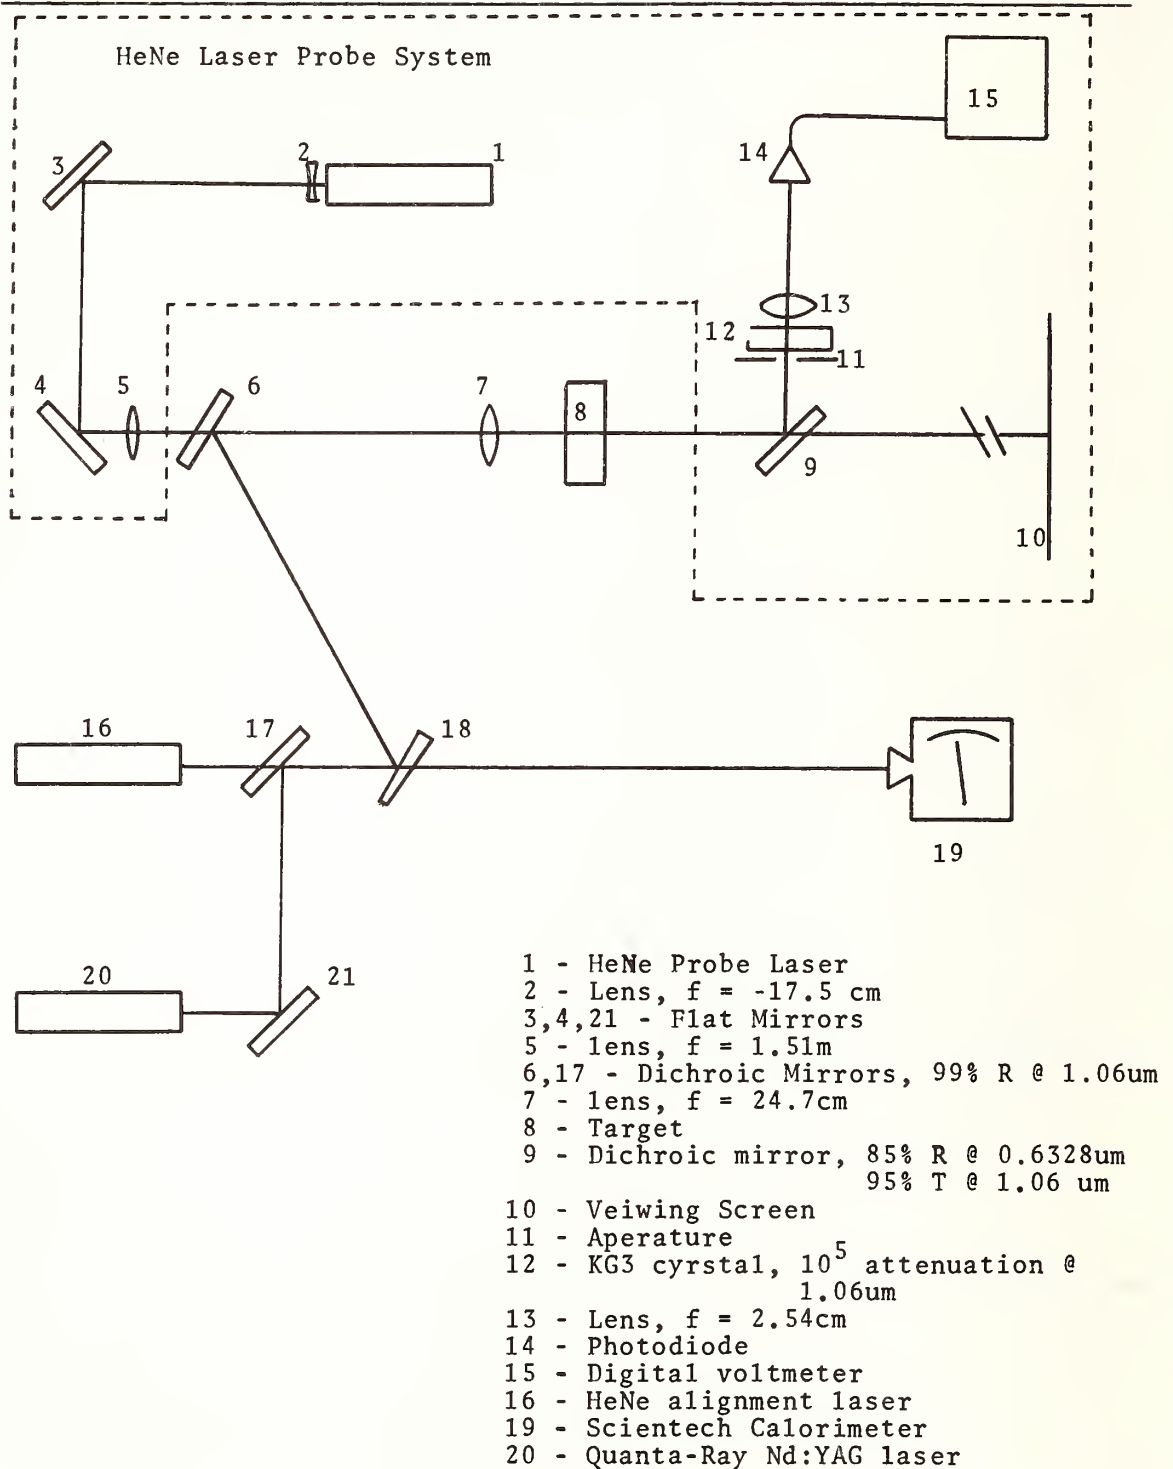 HeNe Laser Probe System
15
3
2
1
14
13
12
11
4
5
6
7
8
9
10
16
17
18
19
20
21
1 - HeNe Probe Laser
2 - Lens, f = -17.5 cm
3,4,21 - Flat Mirrors
5 - lens, f = 1.51m
6,17 - Dichroic Mirrors, 99% R @ 1.06um
7 - lens, f = 24.7cm
8 - Target
9 - Dichroic mirror, 85% R @ 0.6328um
95% T @ 1.06 um
10 - Veiwing Screen
11 - Aperature
12 - KG3 cyrstal, 10^5 attenuation @
1.06um
13 - Lens, f = 2.54cm
14 - Photodiode
15 - Digital voltmeter
16 - HeNe alignment laser
19 - Scientech Calorimeter
20 - Quanta-Ray Nd:YAG laser